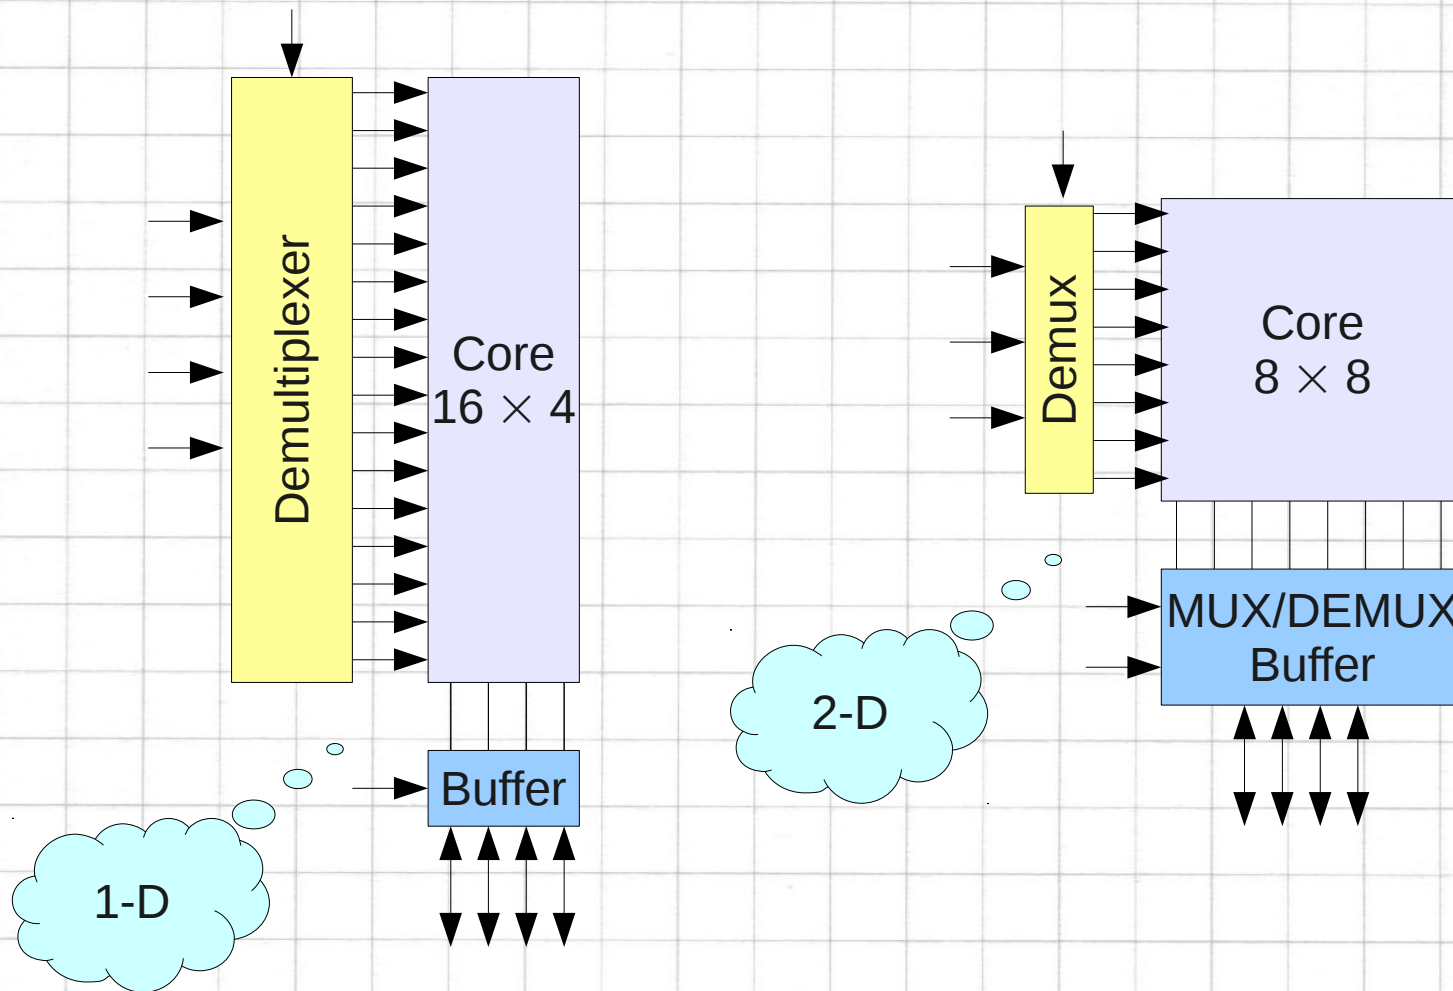 Demultiplexer
Core
16 × 4
Buffer
1-D
Demux
Core
8 × 8
MUX/DEMUX
Buffer
2-D